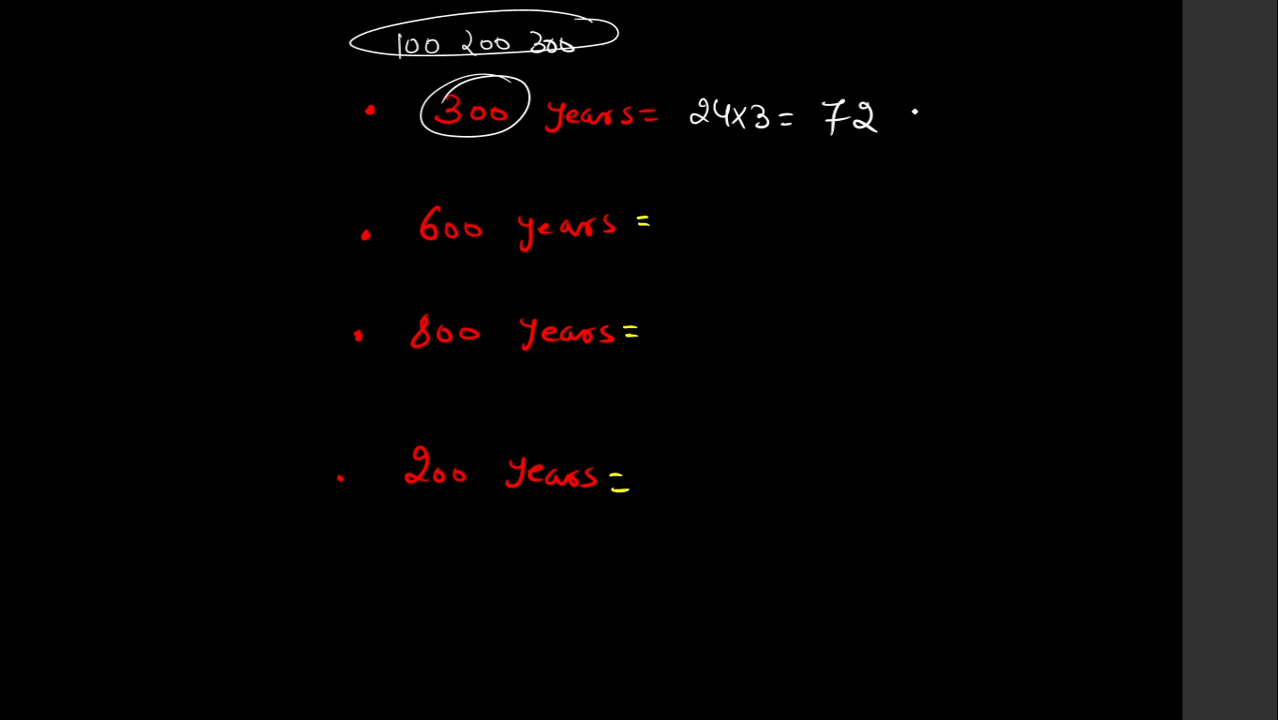 100 200 300
• 300 years = 24x3 = 72 .
• 600 years =
• 800 years =
• 200 years =